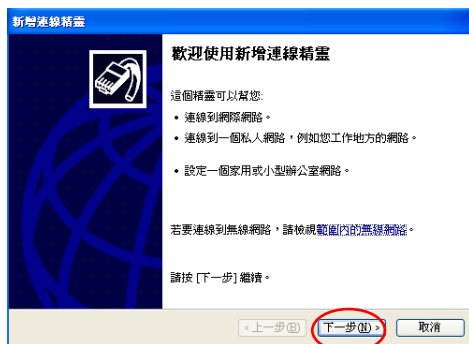 新增連線精靈
歡迎使用新增連線精靈
這個精靈可以幫您:
• 連線到網際網路。
• 連線到一個私人網路，例如您工作地方的網路。
• 設定一個家用或小型辦公室網路。
若要連線到無線網路，請檢視範圍內的無線網路。
請按 [下一步] 繼續。
<上一步(B) 下一步(N)> 取消